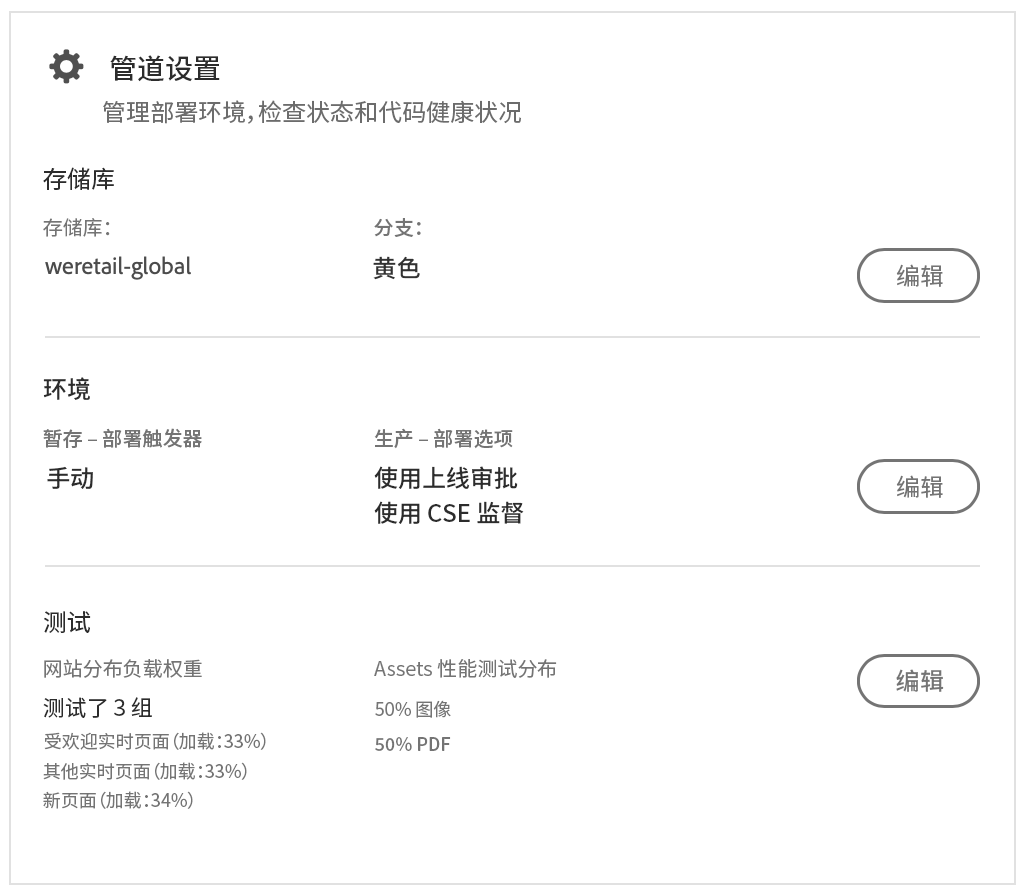 管道设置
管理部署环境，检查状态和代码健康状况
存储库
存储库： 分支：
weretail-global 黄色
编辑
环境
暂存 – 部署触发器 生产 – 部署选项
手动 使用上线审批
编辑
使用 CSE 监督
测试
网站分布负载权重 Assets 性能测试分布
编辑
测试了 3 组 50% 图像
受欢迎实时页面（加载：33%） 50% PDF
其他实时页面（加载：33%）
新页面（加载：34%）